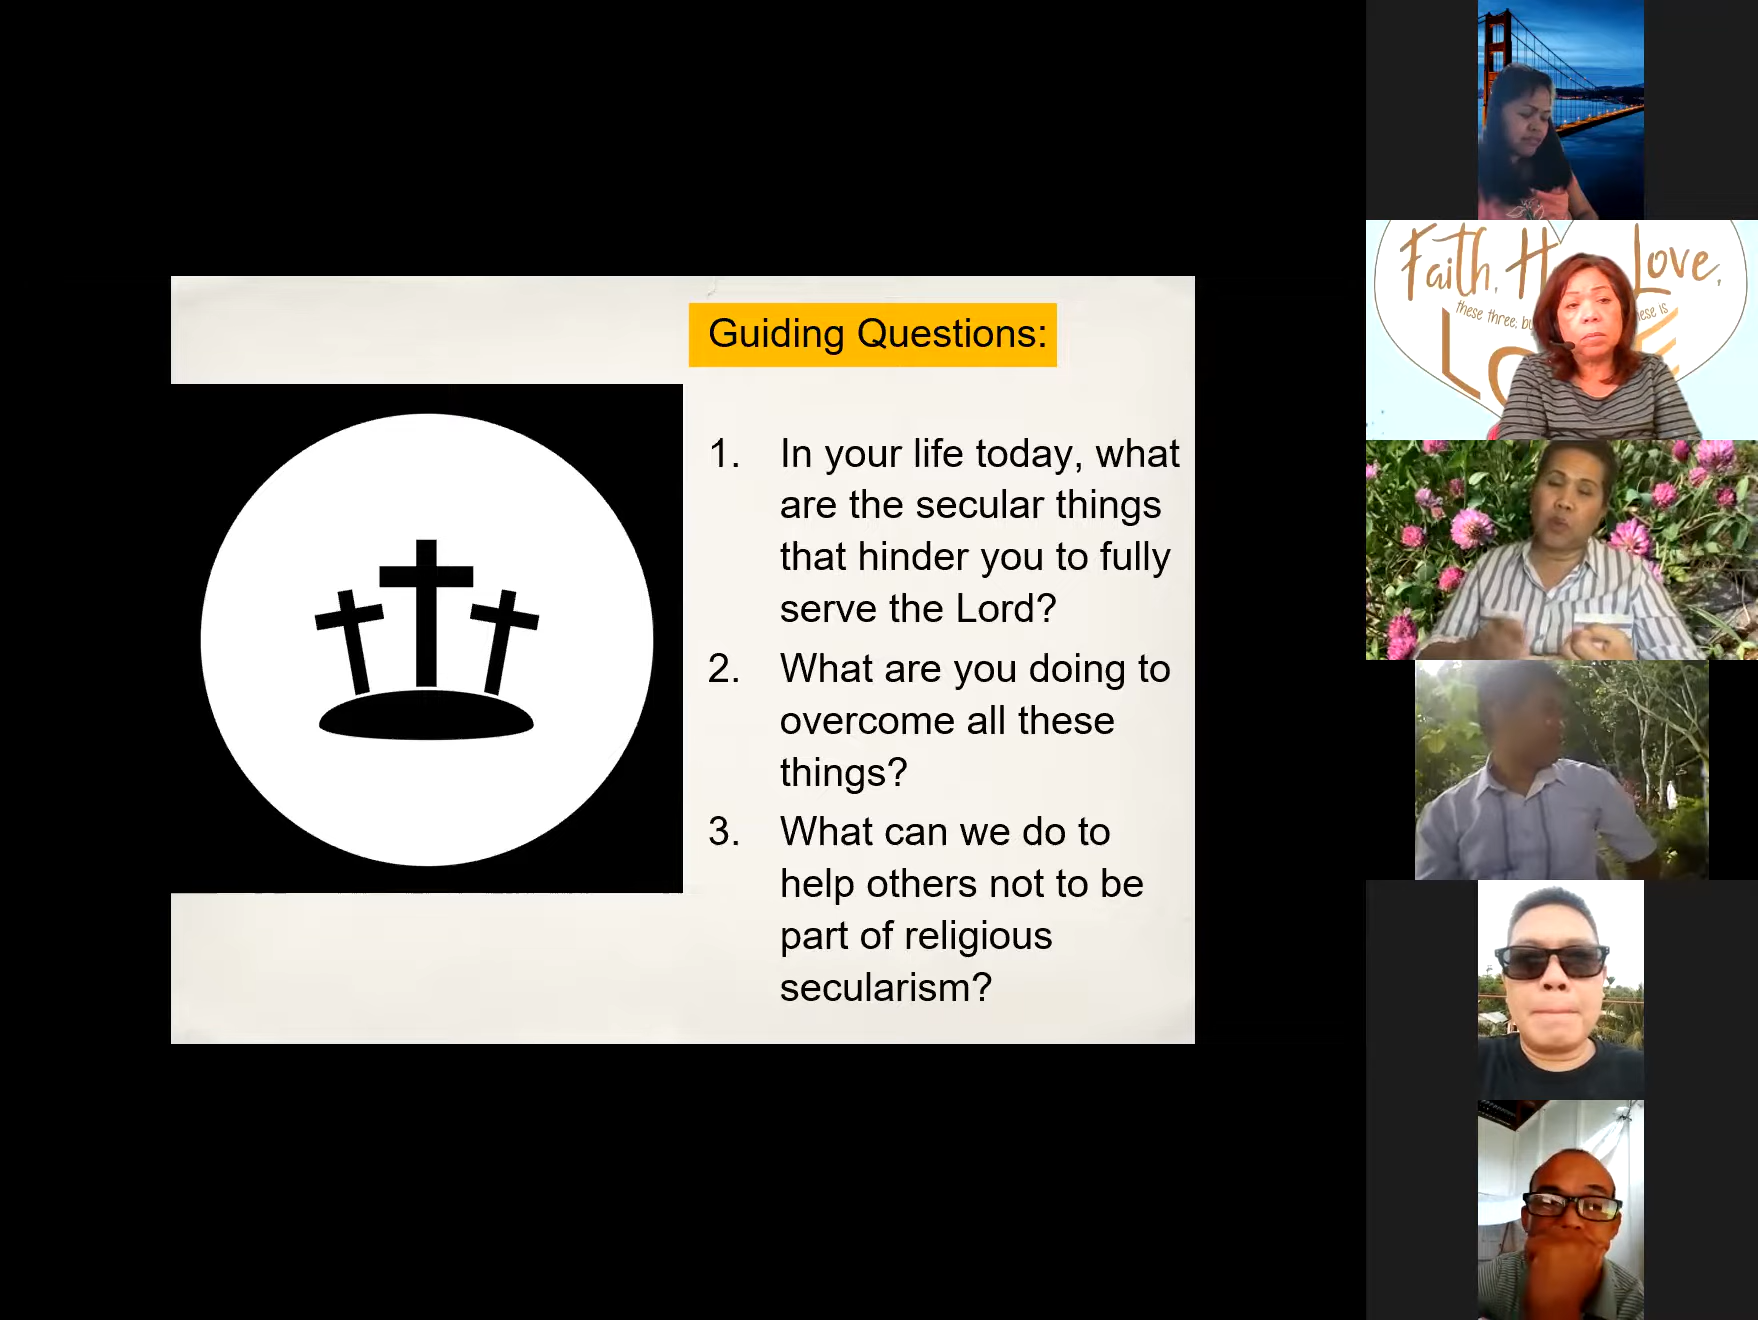 Guiding Questions:
1. In your life today, what
are the secular things
that hinder you to fully
serve the Lord?
2. What are you doing to
overcome all these
things?
3. What can we do to
help others not to be
part of religious
secularism?
Faith, H Love,
these three; bu ese is